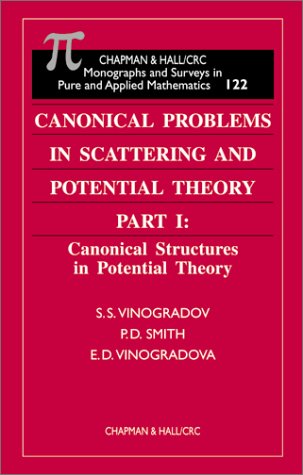 π
CHAPMAN & HALL/CRC
Monographs and Surveys in
Pure and Applied Mathematics 122
CANONICAL PROBLEMS
IN SCATTERING AND
POTENTIAL THEORY
PART I:
Canonical Structures
in Potential Theory
S.S. VINOGRADOV
P.D. SMITH
E.D. VINOGRADOVA
CHAPMAN & HALL/CRC